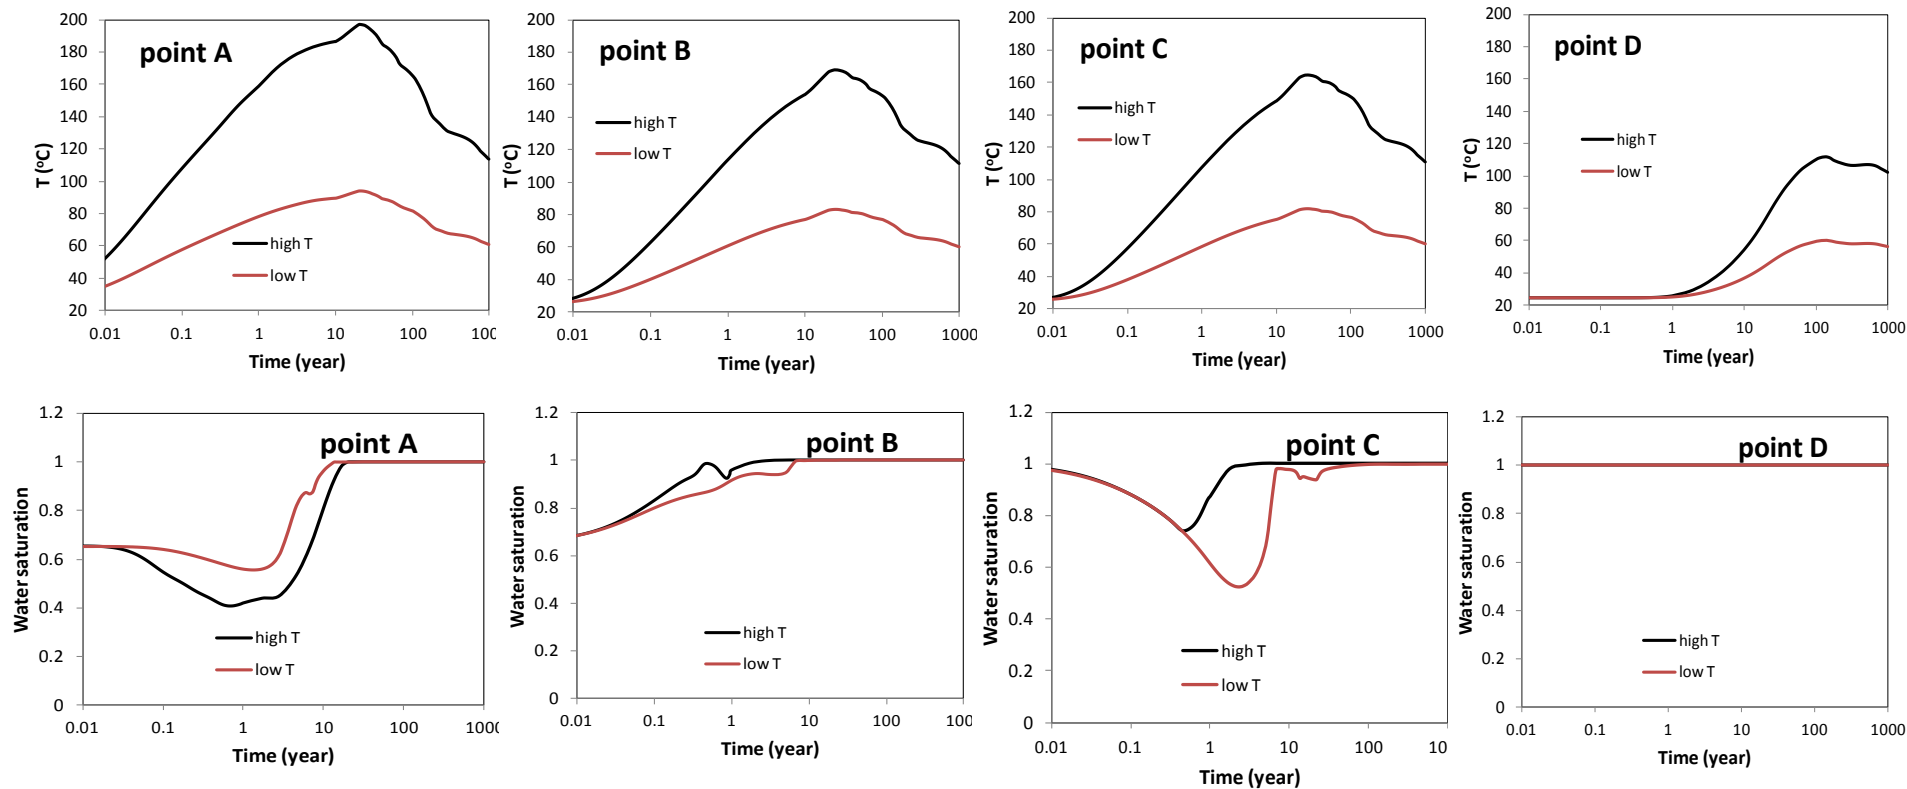 point A
T (°C)
200
180
160
140
120
100
80
60
40
20
high T
low T
0.01 0.1 1 10 100 1000
Time (year)
point B
T (°C)
200
180
160
140
120
100
80
60
40
20
high T
low T
0.01 0.1 1 10 100 1000
Time (year)
point C
T (°C)
200
180
160
140
120
100
80
60
40
20
high T
low T
0.01 0.1 1 10 100 1000
Time (year)
point D
T (°C)
200
180
160
140
120
100
80
60
40
20
high T
low T
0.01 0.1 1 10 100 1000
Time (year)
point A
Water saturation
1.2
1
0.8
0.6
0.4
0.2
0
high T
low T
0.01 0.1 1 10 100 1000
Time (year)
point B
Water saturation
1.2
1
0.8
0.6
0.4
0.2
0
high T
low T
0.01 0.1 1 10 100 1000
Time (year)
point C
Water saturation
1.2
1
0.8
0.6
0.4
0.2
0
high T
low T
0.01 0.1 1 10 100 10
Time (year)
point D
Water saturation
1.2
1
0.8
0.6
0.4
0.2
0
high T
low T
0.01 0.1 1 10 100 1000
Time (year)